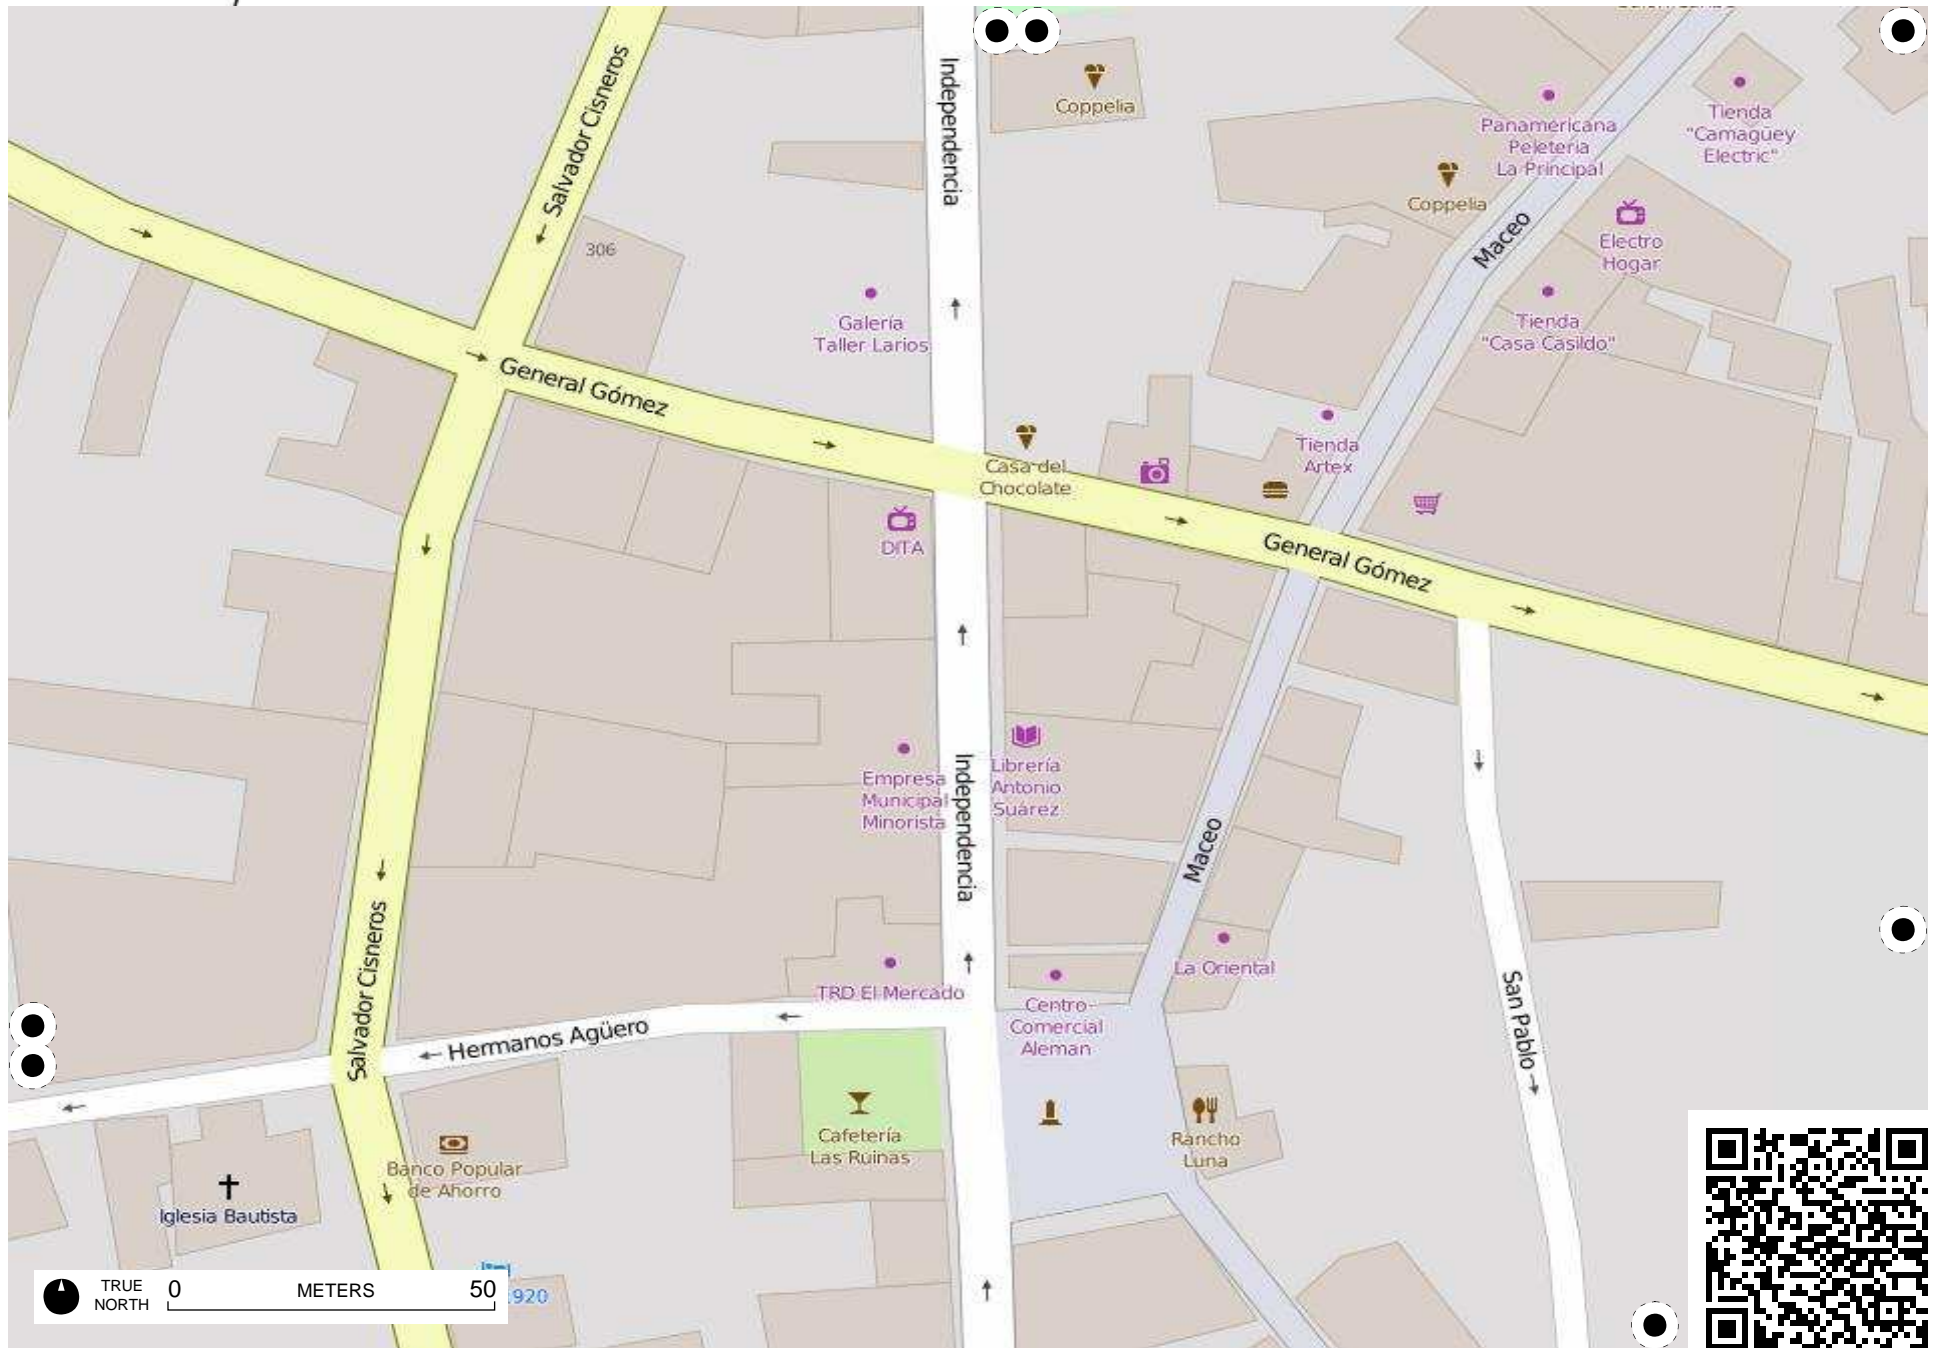 Salvador Cisneros
Independencia
Coppelia
Panamericana
Peleteria
La Principal
Tienda
"Camagüey
Electric"
Coppelia
Maceo
Electro
Hogar
306
Galería
Taller Larios
Tienda
"Casa Casildo"
General Gómez
Casa del
Chocolate
Tienda
Artex
DITA
General Gómez
Empresa
Municipal
Minorista
Independencia
Librería
Antonio
Suárez
Maceo
Salvador Cisneros
TRD El Mercado
La Oriental
Centro
Comercial
Aleman
San Pablo
Hermanos Agüero
Cafetería
Las Ruinas
Rancho
Luna
Banco Popular
de Ahorro
Iglesia Bautista
TRUE
NORTH
0 METERS 50
920